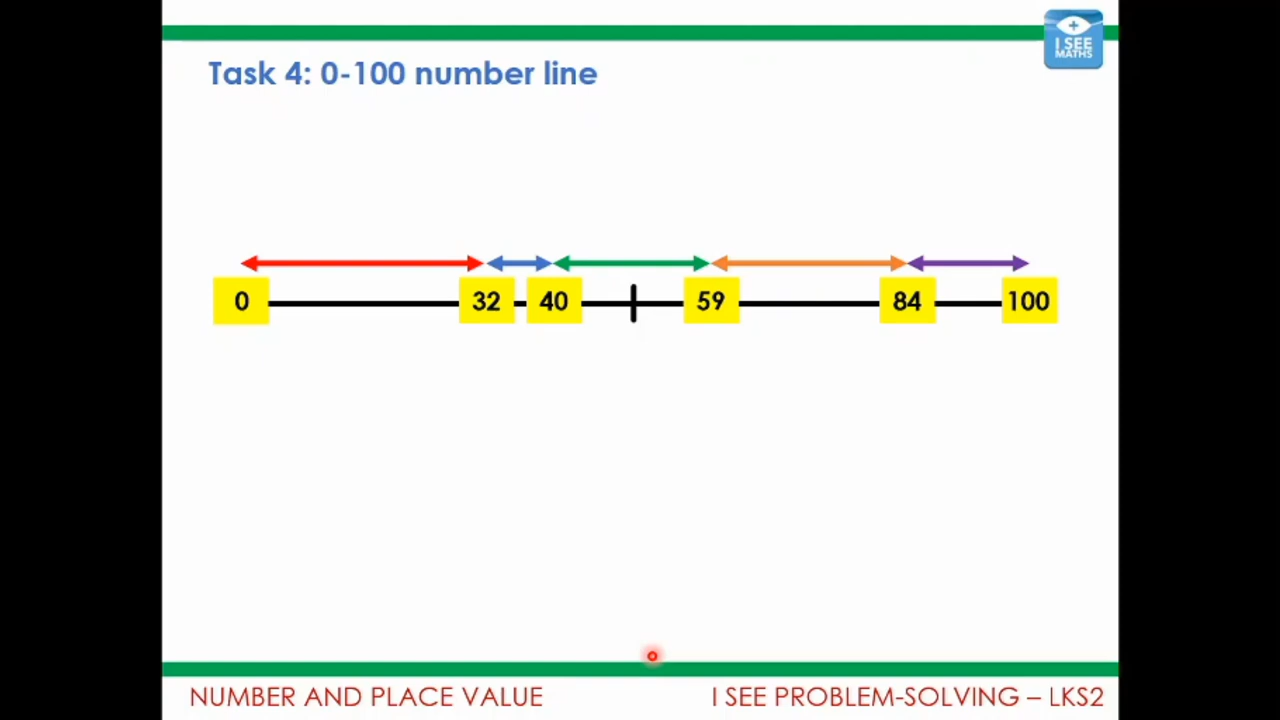 I SEE
MATHS
Task 4: 0-100 number line
0 32 40 59 84 100
NUMBER AND PLACE VALUE I SEE PROBLEM-SOLVING – LKS2